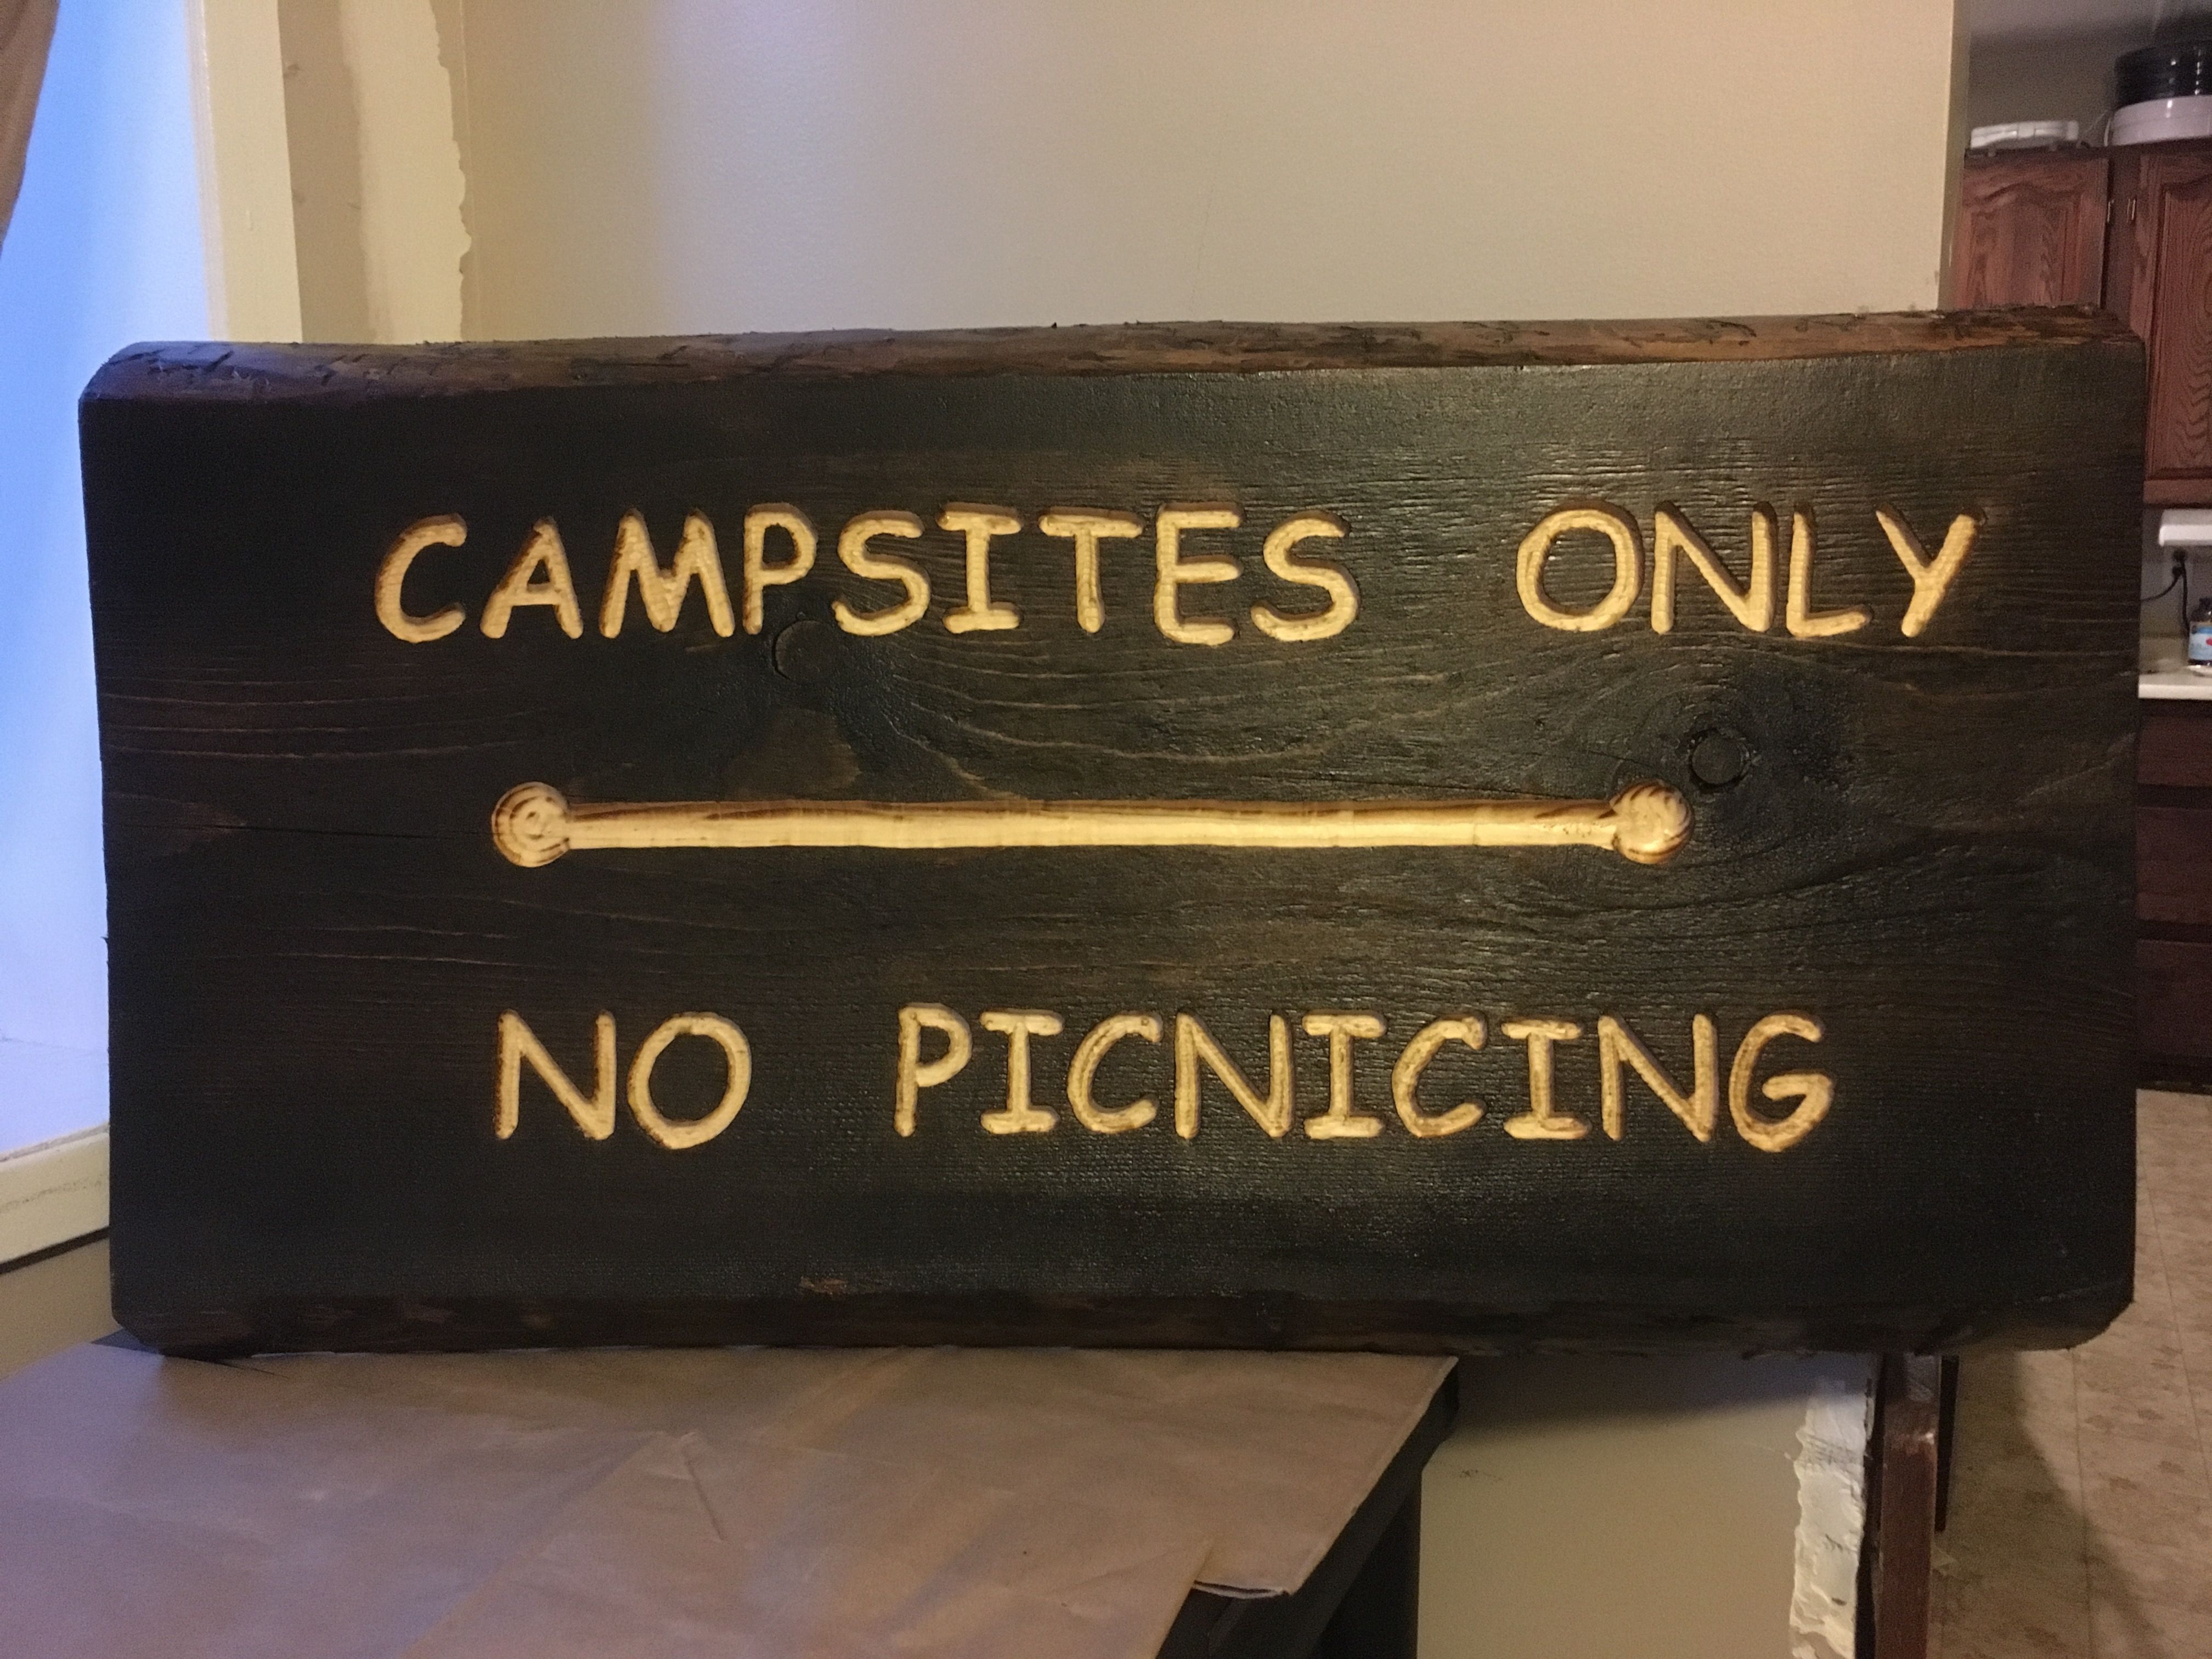 CAMPSITES ONLY
NO PICNICING